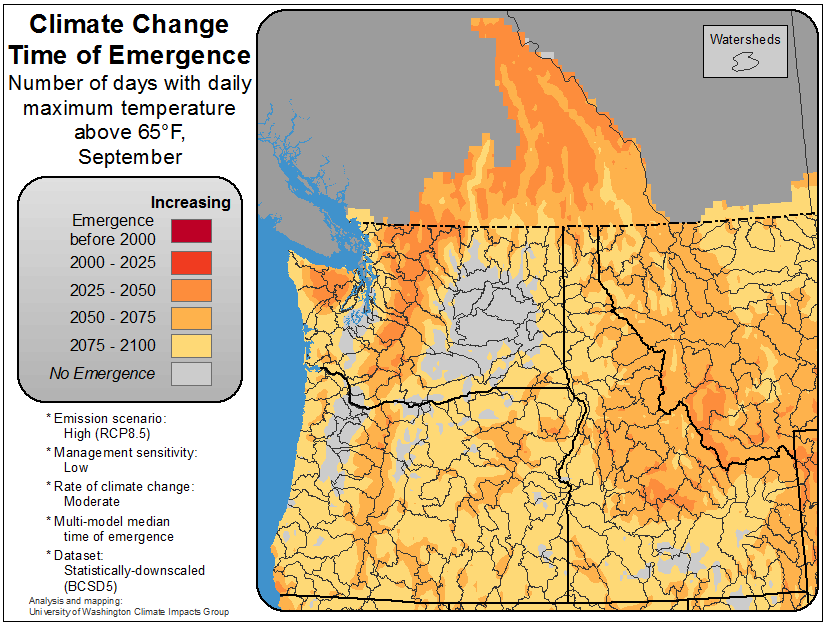 Climate Change
Time of Emergence
Number of days with daily
maximum temperature
above 65°F,
September
Watersheds
Increasing
Emergence
before 2000
2000 - 2025
2025 - 2050
2050 - 2075
2075 - 2100
No Emergence
* Emission scenario:
High (RCP8.5)
* Management sensitivity:
Low
* Rate of climate change:
Moderate
* Multi-model median
time of emergence
* Dataset:
Statistically-downscaled
(BCSD5)
Analysis and mapping:
University of Washington Climate Impacts Group